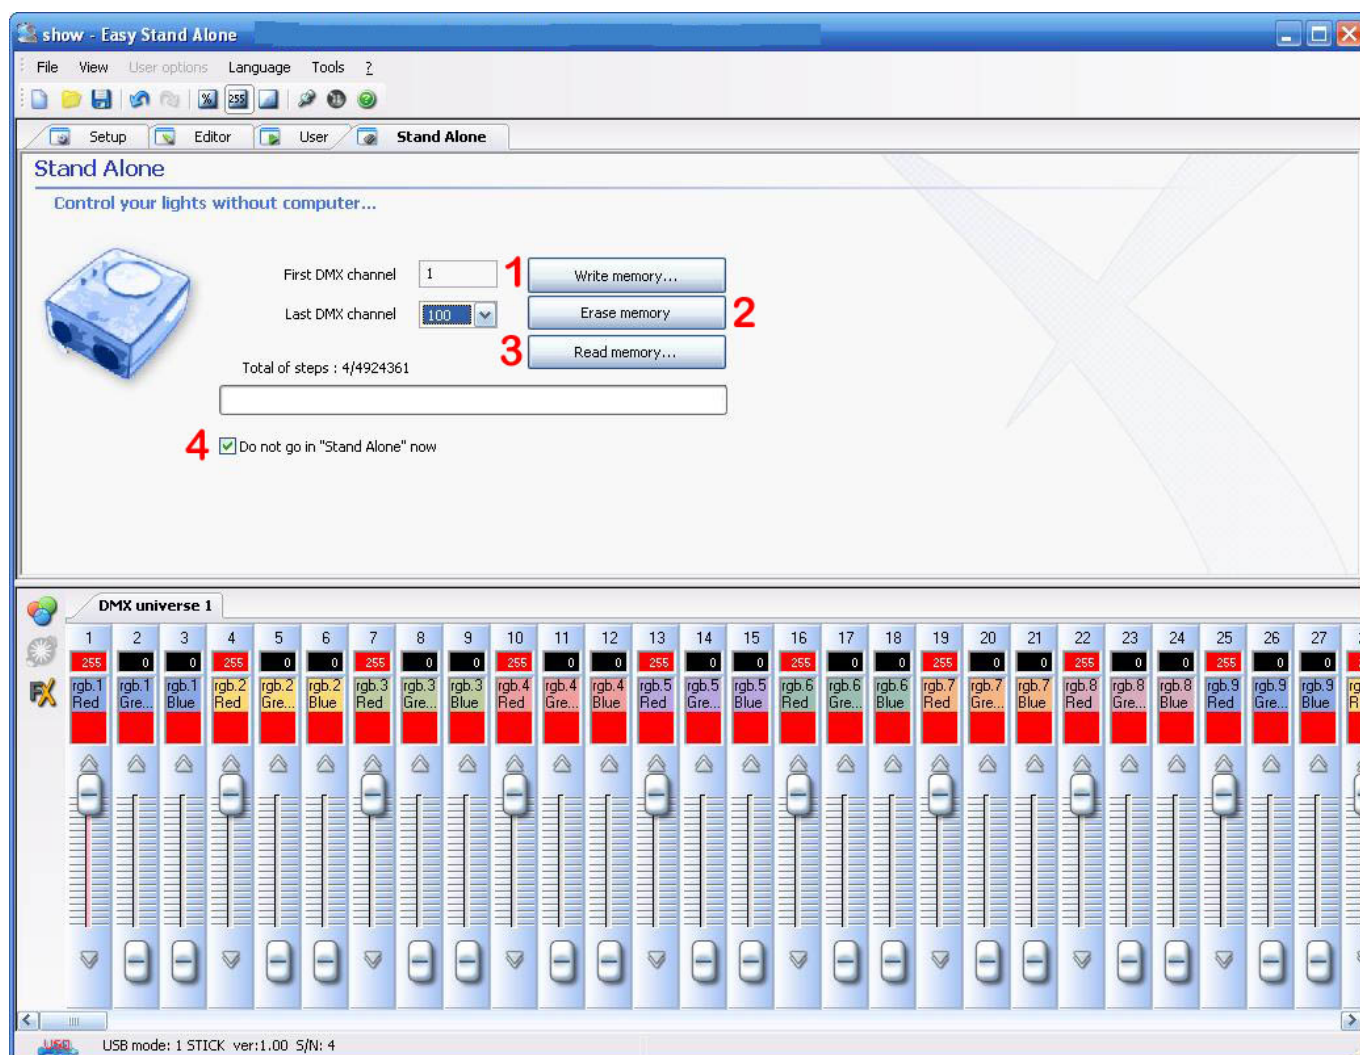 show - Easy Stand Alone
File View User options Language Tools ?
% 255
Setup Editor User Stand Alone
Stand Alone
Control your lights without computer...
First DMX channel 1 1 Write memory...
Last DMX channel 100 Erase memory 2
3 Read memory...
Total of steps : 4/4924361
4 Do not go in "Stand Alone" now
DMX universe 1
1 2 3 4 5 6 7 8 9 10 11 12 13 14 15 16 17 18 19 20 21 22 23 24 25 26 27
255 0 0 255 0 0 255 0 0 255 0 0 255 0 0 255 0 0 255 0 0 255 0 0 255 0 0
rgb.1 rgb.1 rgb.1 rgb.2 rgb.2 rgb.2 rgb.3 rgb.3 rgb.3 rgb.4 rgb.4 rgb.4 rgb.5 rgb.5 rgb.5 rgb.6 rgb.6 rgb.6 rgb.7 rgb.7 rgb.7 rgb.8 rgb.8 rgb.8 rgb.9 rgb.9 rgb.9
Red Gre... Blue Red Gre... Blue Red Gre... Blue Red Gre... Blue Red Gre... Blue Red Gre... Blue Red Gre... Blue Red Gre... Blue Red Gre... Blue
FX
USB USB mode: 1 STICK ver:1.00 S/N: 4